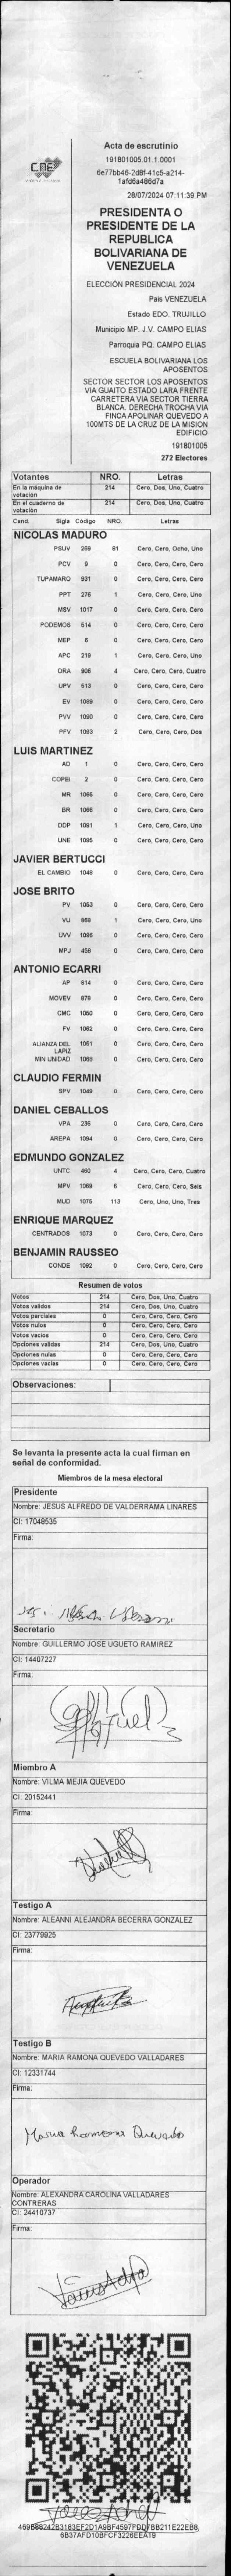 CNE
Acta de escrutinio
191801005.01.1.0001
6e77bb46-2d8f-41c5-a214-
1afd6a486d7a
28/07/2024 07:11:39 PM
PRESIDENTA O
PRESIDENTE DE LA
REPUBLICA
BOLIVARIANA DE
VENEZUELA
ELECCIÓN PRESIDENCIAL 2024
Pais VENEZUELA
Estado EDO. TRUJILLO
Municipio MP. J.V. CAMPO ELIAS
Parroquia PQ. CAMPO ELIAS
ESCUELA BOLIVARIANA LOS
APOSENTOS
SECTOR SECTOR LOS APOSENTOS
VIA GUAITO ESTADO LARA FRENTE
CARRETERA VIA SECTOR TIERRA
BLANCA. DERECHA TROCHA VIA
FINCA APOLINAR QUEVEDO A
100MTS DE LA CRUZ DE LA MISION
EDIFICIO
191801005
272 Electores
Votantes NRO. Letras
En la máquina de votación 214 Cero, Dos, Uno, Cuatro
En el cuaderno de votación 214 Cero, Dos, Uno, Cuatro
Cand. Sigla Código NRO. Letras
NICOLAS MADURO
PSUV 269 81 Cero, Cero, Ocho, Uno
PCV 9 0 Cero, Cero, Cero, Cero
TUPAMARO 931 0 Cero, Cero, Cero, Cero
PPT 276 1 Cero, Cero, Cero, Uno
MSV 1017 0 Cero, Cero, Cero, Cero
PODEMOS 514 0 Cero, Cero, Cero, Cero
MEP 6 0 Cero, Cero, Cero, Cero
APC 219 1 Cero, Cero, Cero, Uno
ORA 906 4 Cero, Cero, Cero, Cuatro
UPV 513 0 Cero, Cero, Cero, Cero
EV 1089 0 Cero, Cero, Cero, Cero
PVV 1090 0 Cero, Cero, Cero, Cero
PFV 1093 2 Cero, Cero, Cero, Dos
LUIS MARTINEZ
AD 1 0 Cero, Cero, Cero, Cero
COPEI 2 0 Cero, Cero, Cero, Cero
MR 1065 0 Cero, Cero, Cero, Cero
BR 1066 0 Cero, Cero, Cero, Cero
DDP 1091 1 Cero, Cero, Cero, Uno
UNE 1095 0 Cero, Cero, Cero, Cero
JAVIER BERTUCCI
EL CAMBIO 1048 0 Cero, Cero, Cero, Cero
JOSE BRITO
PV 1053 0 Cero, Cero, Cero, Cero
VU 868 1 Cero, Cero, Cero, Uno
UVV 1096 0 Cero, Cero, Cero, Cero
MPJ 450 0 Cero, Cero, Cero, Cero
ANTONIO ECARRI
AP 814 0 Cero, Cero, Cero, Cero
MOVEV 879 0 Cero, Cero, Cero, Cero
CMC 1050 0 Cero, Cero, Cero, Cero
FV 1062 0 Cero, Cero, Cero, Cero
ALIANZA DEL LAPIZ 1051 0 Cero, Cero, Cero, Cero
MIN UNIDAD 1068 0 Cero, Cero, Cero, Cero
CLAUDIO FERMIN
SPV 1049 0 Cero, Cero, Cero, Cero
DANIEL CEBALLOS
VPA 236 0 Cero, Cero, Cero, Cero
AREPA 1094 0 Cero, Cero, Cero, Cero
EDMUNDO GONZALEZ
UNTC 460 4 Cero, Cero, Cero, Cuatro
MPV 1069 6 Cero, Cero, Cero, Seis
MUD 1075 113 Cero, Uno, Uno, Tres
ENRIQUE MARQUEZ
CENTRADOS 1073 0 Cero, Cero, Cero, Cero
BENJAMIN RAUSSEO
CONDE 1092 0 Cero, Cero, Cero, Cero
Resumen de votos
Votos 214 Cero, Dos, Uno, Cuatro
Votos validos 214 Cero, Dos, Uno, Cuatro
Votos parciales 0 Cero, Cero, Cero, Cero
Votos nulos 0 Cero, Cero, Cero, Cero
Votos vacios 0 Cero, Cero, Cero, Cero
Opciones validas 214 Cero, Dos, Uno, Cuatro
Opciones nulas 0 Cero, Cero, Cero, Cero
Opciones vacías 0 Cero, Cero, Cero, Cero
Observaciones:
Se levanta la presente acta la cual firman en
señal de conformidad.
Miembros de la mesa electoral
Presidente
Nombre: JESUS ALFREDO DE VALDERRAMA LINARES
CI: 17049535
Firma:
Secretario
Nombre: GUILLERMO JOSE UGUETO RAMIREZ
CI: 14407227
Firma:
Miembro A
Nombre: VILMA MEJIA QUEVEDO
CI: 20152441
Firma:
Testigo A
Nombre: ALEANNI ALEJANDRA BECERRA GONZALEZ
CI: 23779925
Firma:
Testigo B
Nombre: MARIA RAMONA QUEVEDO VALLADARES
CI: 12331744
Firma:
Maria Ramona Quevedo
Operador
Nombre: ALEXANDRA CAROLINA VALLADARES
CONTRERAS
CI: 24410737
Firma:
6B37AFD10BFCF3226EEA19